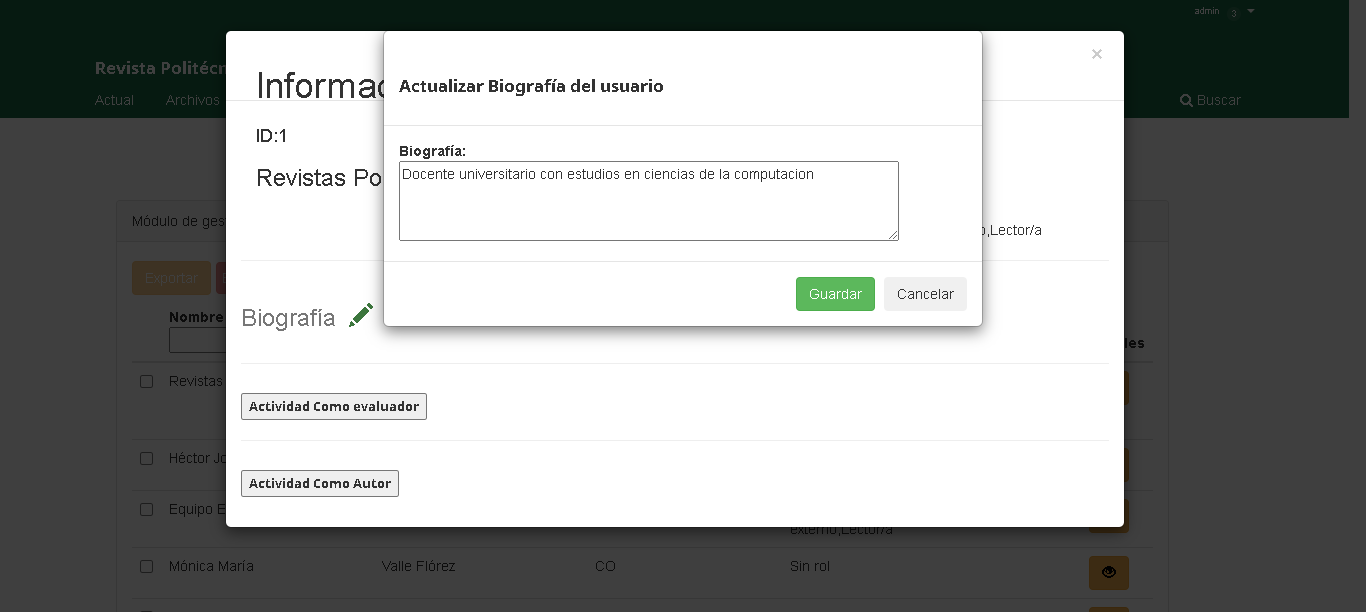 admin 3
Revista Politécn
Actual Archivos
Buscar
×
Informac
Actualizar Biografía del usuario
ID:1
Revistas Po
Biografía:
Docente universitario con estudios en ciencias de la computacion
Módulo de ges
o,Lector/a
Exportar
Guardar Cancelar
Biografía
Nombre
les
Revistas
Actividad Como evaluador
Héctor Jo
Actividad Como Autor
Equipo E
externo,Lector/a
Mónica María Valle Flórez CO Sin rol